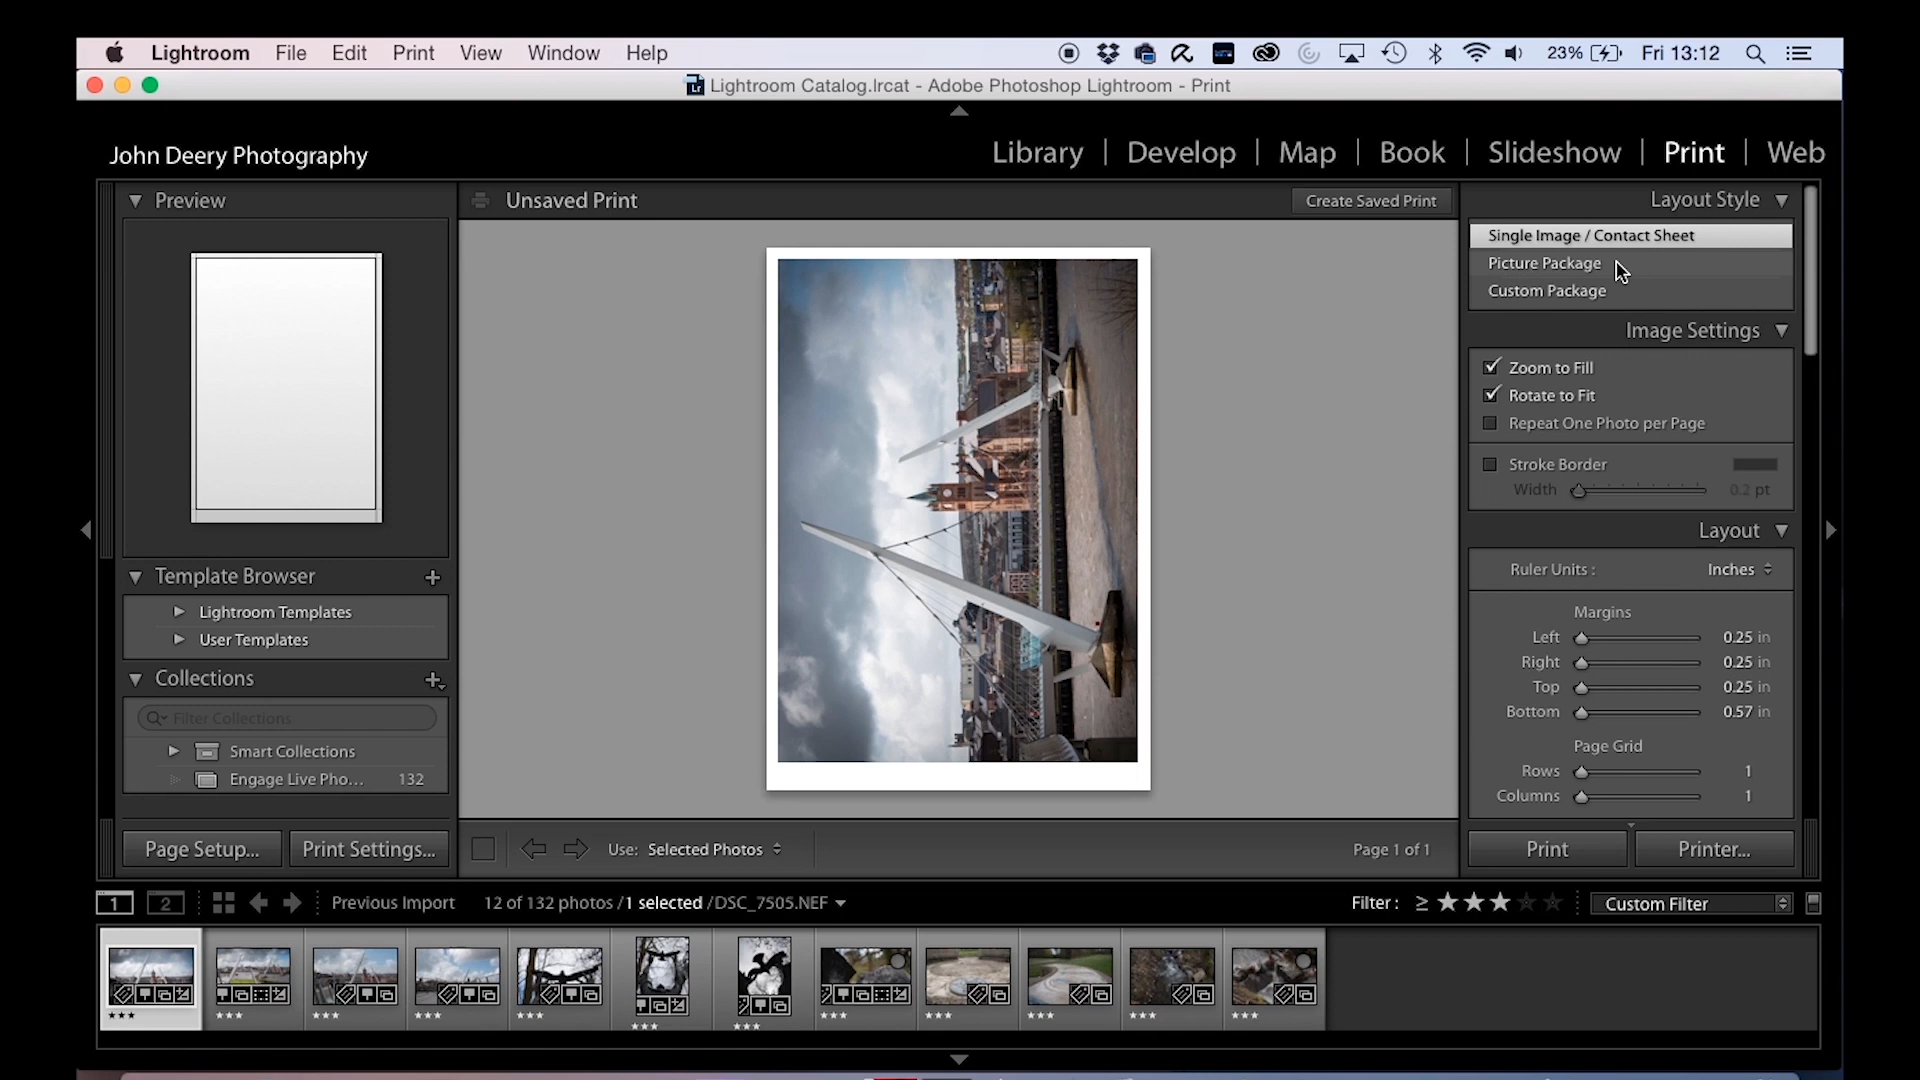 Lightroom File Edit Print View Window Help 23% Fri 13:12
Lightroom Catalog.lrcat - Adobe Photoshop Lightroom - Print
John Deery Photography
Library | Develop | Map | Book | Slideshow | Print | Web
Preview
Unsaved Print
Create Saved Print
Layout Style
Single Image / Contact Sheet
Picture Package
Custom Package
Image Settings
Zoom to Fill
Rotate to Fit
Repeat One Photo per Page
Stroke Border
Width 0.2 pt
Layout
Ruler Units : Inches
Margins
Left 0.25 in
Right 0.25 in
Top 0.25 in
Bottom 0.57 in
Page Grid
Rows 1
Columns 1
Template Browser
Lightroom Templates
User Templates
Collections
Filter Collections
Smart Collections
Engage Live Pho... 132
Page Setup...
Print Settings...
Use: Selected Photos
Page 1 of 1
Print
Printer...
1 2 Previous Import 12 of 132 photos / 1 selected / DSC_7505.NEF
Filter : ≥ ★★★★★ Custom Filter